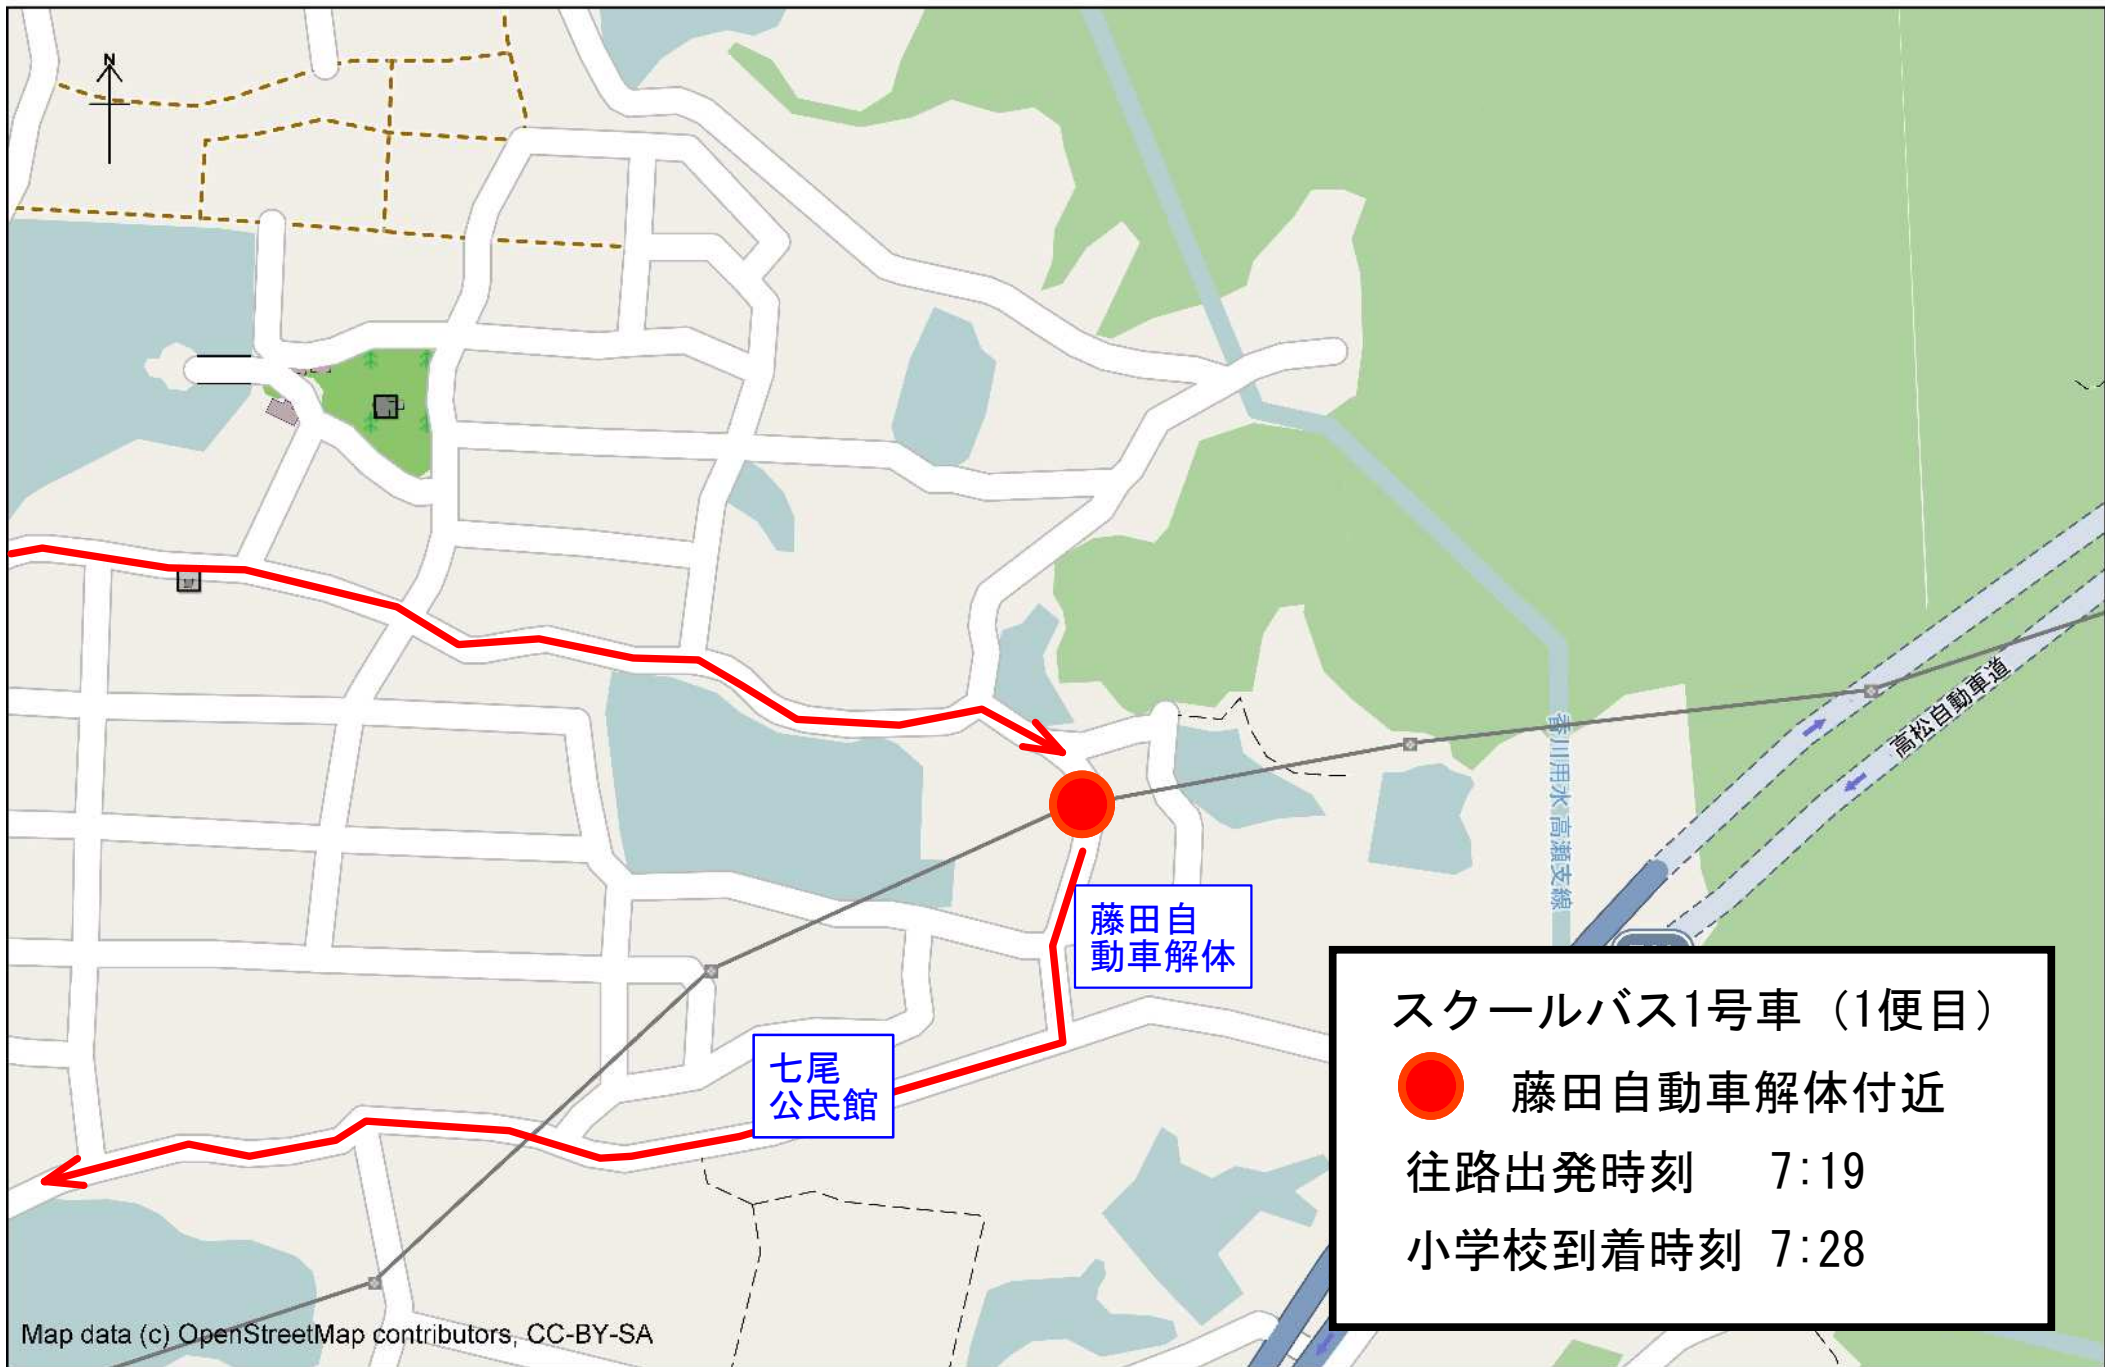 N
高松自動車道
香川用水 高瀬支線
藤田自
動車解体
七尾
公民館
スクールバス1号車（1便目）
藤田自動車解体付近
往路出発時刻 7:19
小学校到着時刻 7:28
Map data (c) OpenStreetMap contributors, CC-BY-SA